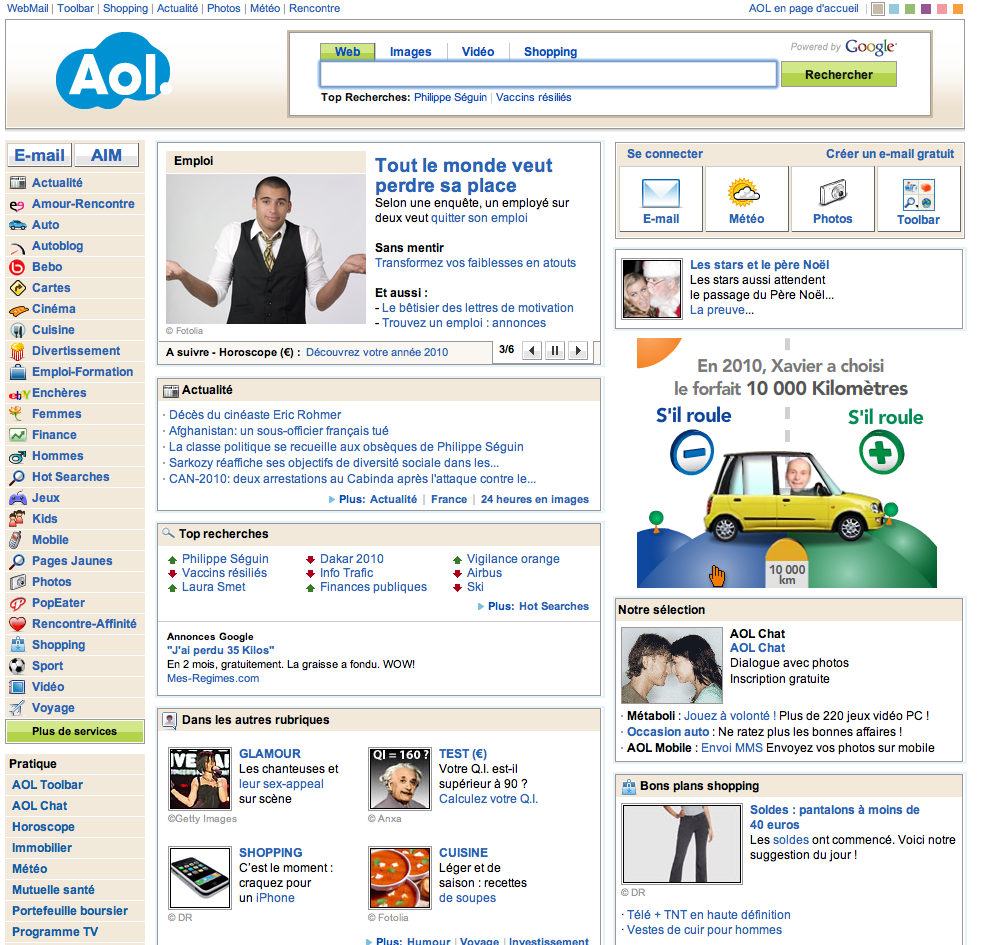 WebMail | Toolbar | Shopping | Actualité | Photos | Météo | Rencontre
AOL en page d'accueil
Aol.
Web
Images
Vidéo
Shopping
Powered by Google
Rechercher
Top Recherches: Philippe Séguin | Vaccins résiliés
E-mail
AIM
Actualité
Amour-Rencontre
Auto
Autoblog
Bebo
Cartes
Cinéma
Cuisine
Divertissement
Emploi-Formation
Enchères
Femmes
Finance
Hommes
Hot Searches
Jeux
Kids
Mobile
Pages Jaunes
Photos
PopEater
Rencontre-Affinité
Shopping
Sport
Vidéo
Voyage
Plus de services
Pratique
AOL Toolbar
AOL Chat
Horoscope
Immobilier
Météo
Mutuelle santé
Portefeuille boursier
Programme TV
Emploi
© Fotolia
Tout le monde veut
perdre sa place
Selon une enquête, un employé sur
deux veut quitter son emploi
Sans mentir
Transformez vos faiblesses en atouts
Et aussi :
- Le bêtisier des lettres de motivation
- Trouvez un emploi : annonces
A suivre - Horoscope (€) : Découvrez votre année 2010
3/6
Actualité
· Décès du cinéaste Eric Rohmer
· Afghanistan: un sous-officier français tué
· La classe politique se recueille aux obsèques de Philippe Séguin
· Sarkozy réaffiche ses objectifs de diversité sociale dans les...
· CAN-2010: deux arrestations au Cabinda après l'attaque contre le...
Plus: Actualité | France | 24 heures en images
Top recherches
Philippe Séguin
Dakar 2010
Vigilance orange
Vaccins résiliés
Info Trafic
Airbus
Laura Smet
Finances publiques
Ski
Plus: Hot Searches
Annonces Google
"J'ai perdu 35 Kilos"
En 2 mois, gratuitement. La graisse a fondu. WOW!
Mes-Regimes.com
Dans les autres rubriques
GLAMOUR
Les chanteuses et
leur sex-appeal
sur scène
©Getty Images
QI = 160 ?
TEST (€)
Votre Q.I. est-il
supérieur à 90 ?
Calculez votre Q.I.
© Anxa
SHOPPING
C'est le moment :
craquez pour
un iPhone
© DR
CUISINE
Léger et de
saison : recettes
de soupes
© Fotolia
Plus: Humour | Voyage | Investissement
Se connecter
Créer un e-mail gratuit
E-mail
Météo
Photos
Toolbar
Les stars et le père Noël
Les stars aussi attendent
le passage du Père Noël...
La preuve...
En 2010, Xavier a choisi
le forfait 10 000 Kilomètres
S'il roule
S'il roule
10 000
km
Notre sélection
AOL Chat
AOL Chat
Dialogue avec photos
Inscription gratuite
· Métaboli : Jouez à volonté ! Plus de 220 jeux vidéo PC !
· Occasion auto : Ne ratez plus les bonnes affaires !
· AOL Mobile : Envoi MMS Envoyez vos photos sur mobile
Bons plans shopping
Soldes : pantalons à moins de
40 euros
Les soldes ont commencé. Voici notre
suggestion du jour !
© DR
· Télé + TNT en haute définition
· Vestes de cuir pour hommes